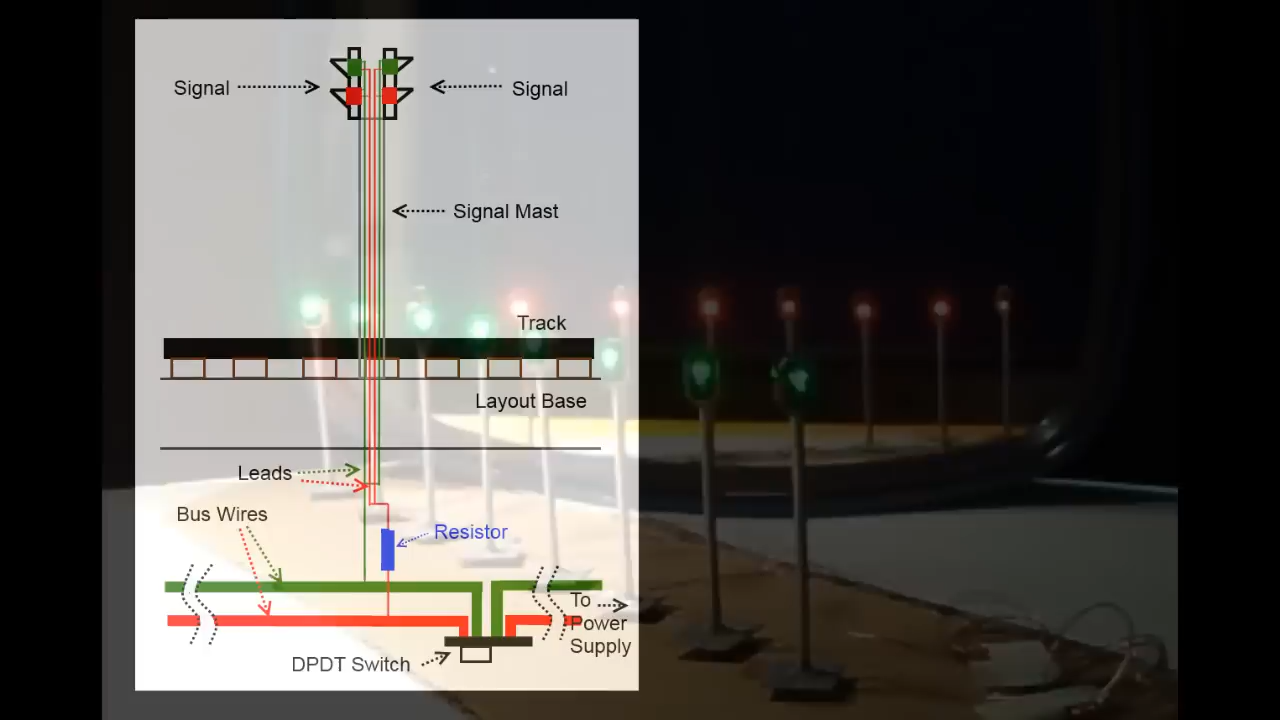 Signal
Signal
Signal Mast
Track
Layout Base
Leads
Bus Wires
Resistor
To
Power
Supply
DPDT Switch